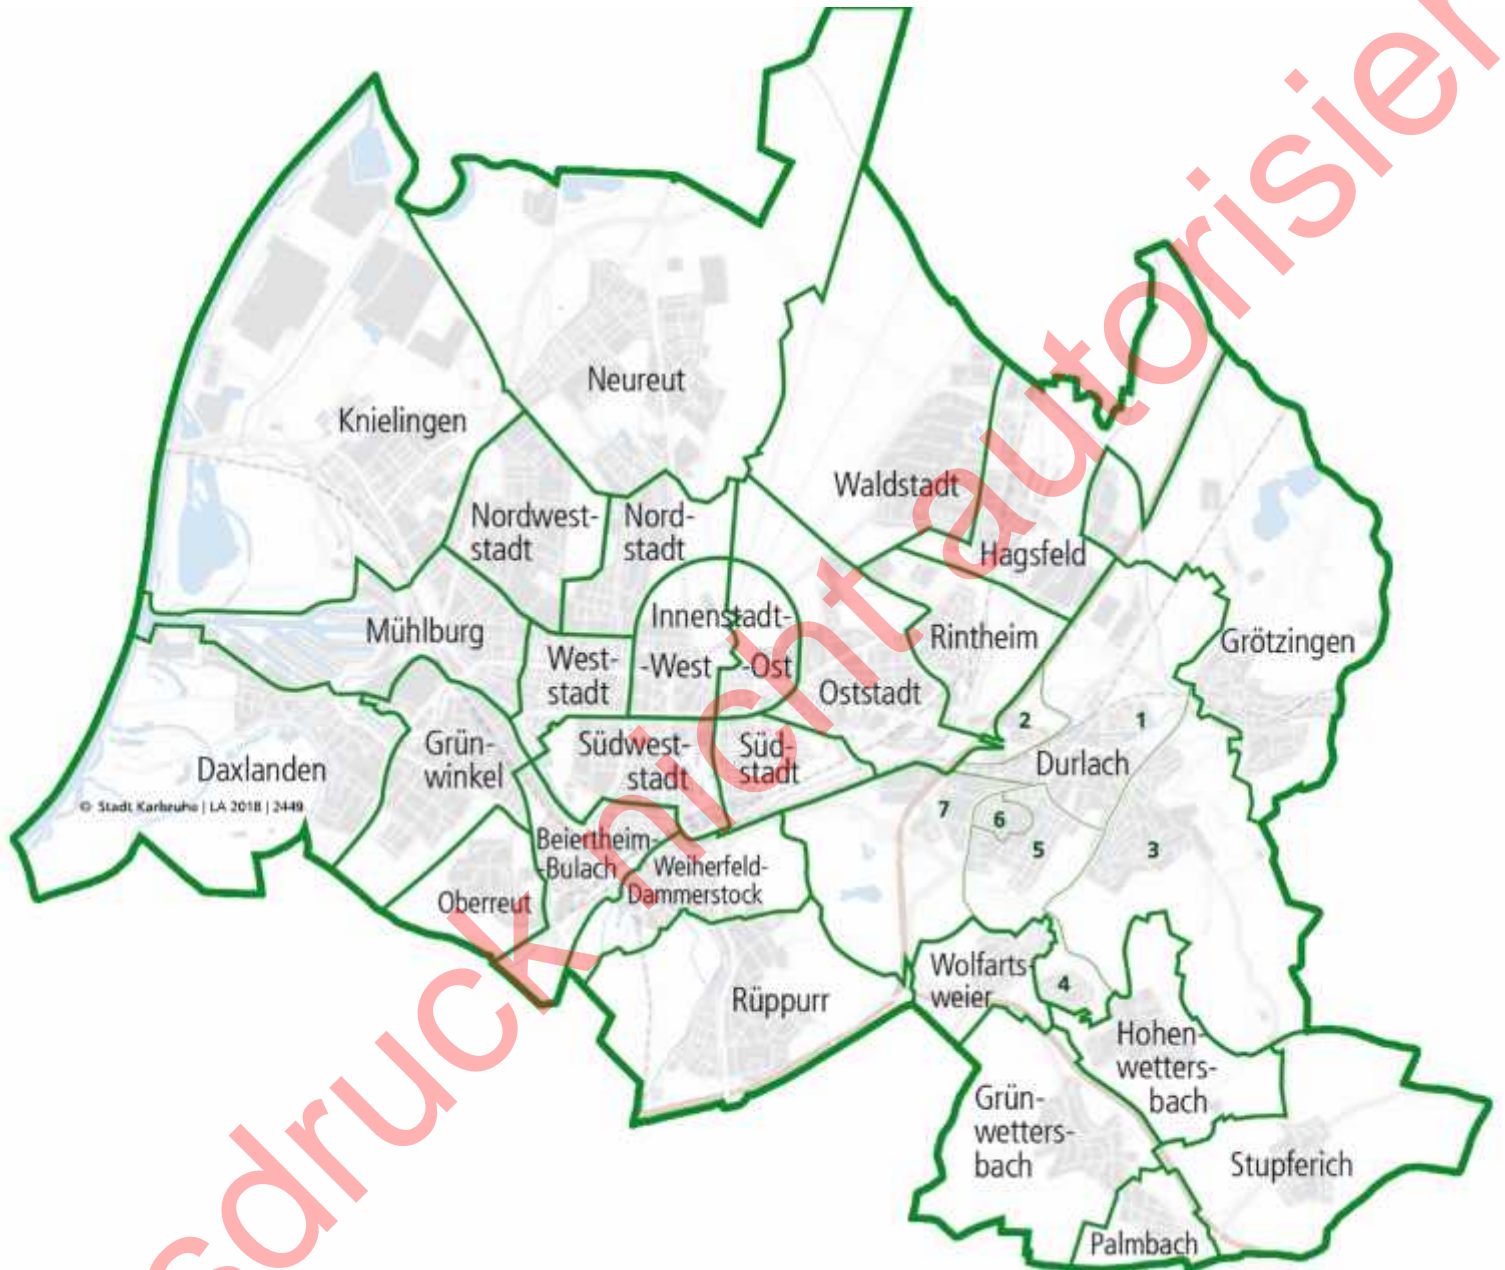 Neureut
Knielingen
Waldstadt
Nordwest-
stadt
Nord-
stadt
Hagsfeld
Mühlburg
Innenstadt-
-West
-Ost
Rintheim
Grötzingen
West-
stadt
Oststadt
2
1
Daxlanden
Grün-
winkel
Südwest-
stadt
Süd-
stadt
Durlach
© Stadt Karlsruhe | LA 2018 | 2449
7
6
5
3
Beiertheim-
-Bulach
Weiherfeld-
Dammerstock
Oberreut
Wolfarts-
weier
4
Rüppurr
Hohen-
wetters-
bach
Grün-
wetters-
bach
Stupferich
Palmbach
sdruck nicht autorisier